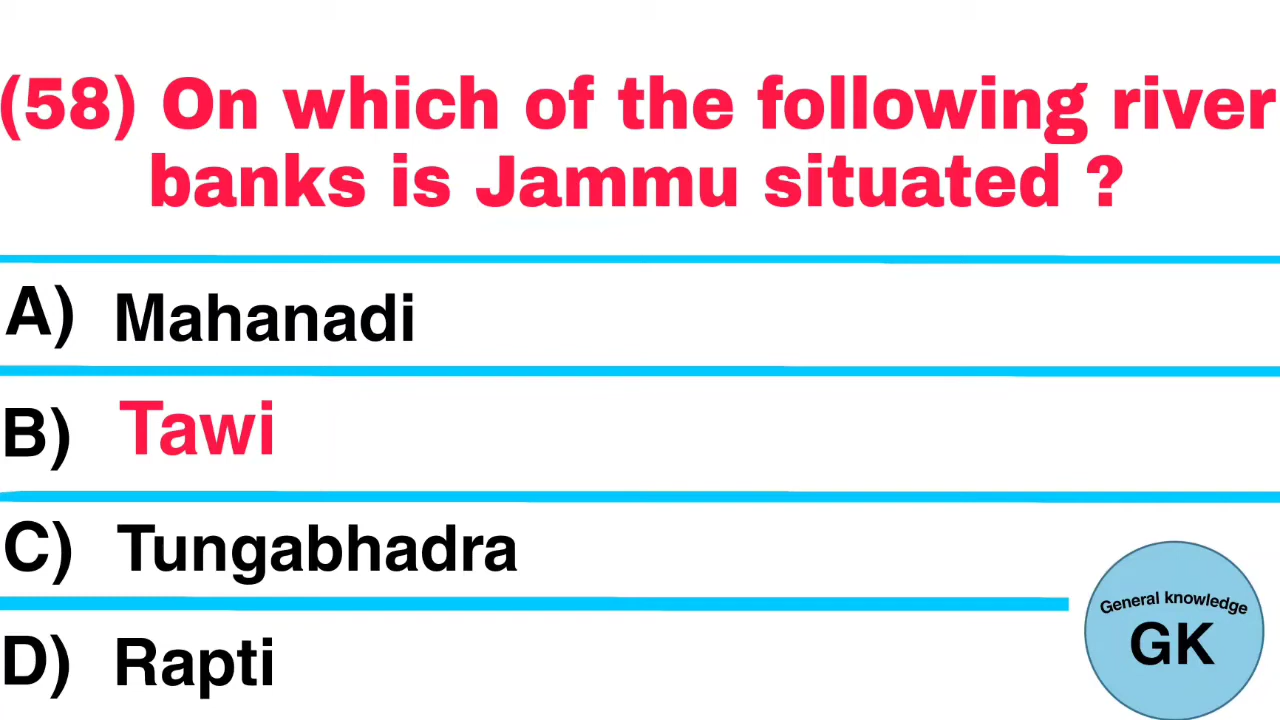 (58) On which of the following river
banks is Jammu situated ?
A) Mahanadi
B) Tawi
C) Tungabhadra
D) Rapti
General knowledge
GK